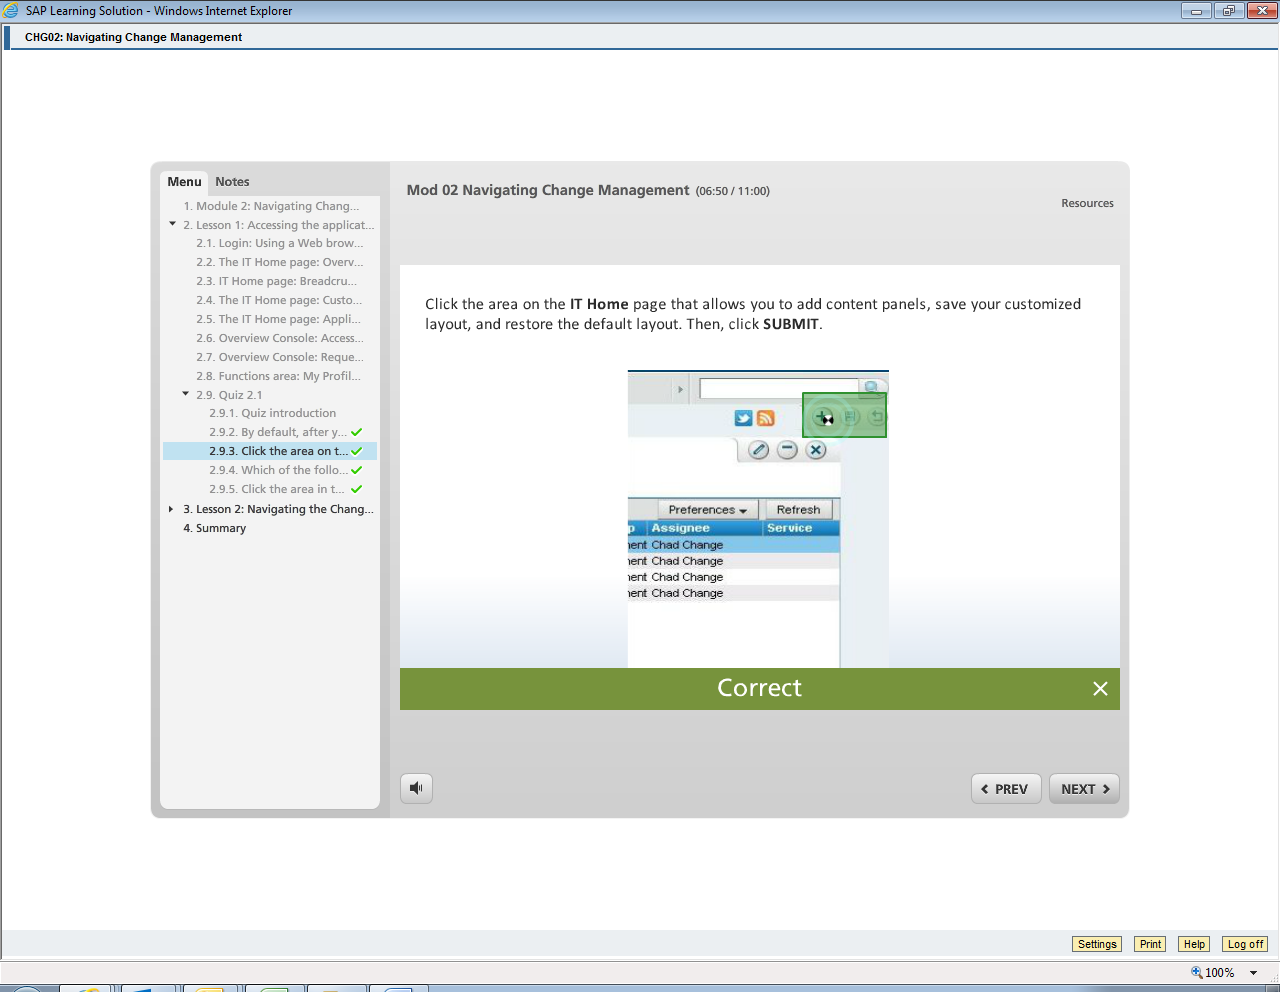 SAP Learning Solution - Windows Internet Explorer
CHG02: Navigating Change Management
Menu Notes
1. Module 2: Navigating Chang...
2. Lesson 1: Accessing the applicat...
2.1. Login: Using a Web brow...
2.2. The IT Home page: Overv...
2.3. IT Home page: Breadcru...
2.4. The IT Home page: Custo...
2.5. The IT Home page: Appli...
2.6. Overview Console: Access...
2.7. Overview Console: Reque...
2.8. Functions area: My Profil...
2.9. Quiz 2.1
2.9.1. Quiz introduction
2.9.2. By default, after y...
2.9.3. Click the area on t...
2.9.4. Which of the follo...
2.9.5. Click the area in t...
3. Lesson 2: Navigating the Chang...
4. Summary
Mod 02 Navigating Change Management (06:50 / 11:00)
Resources
Click the area on the IT Home page that allows you to add content panels, save your customized
layout, and restore the default layout. Then, click SUBMIT.
Preferences Refresh
p Assignee Service
nent Chad Change
nent Chad Change
nent Chad Change
nent Chad Change
Correct
PREV NEXT
Settings Print Help Log off
100%